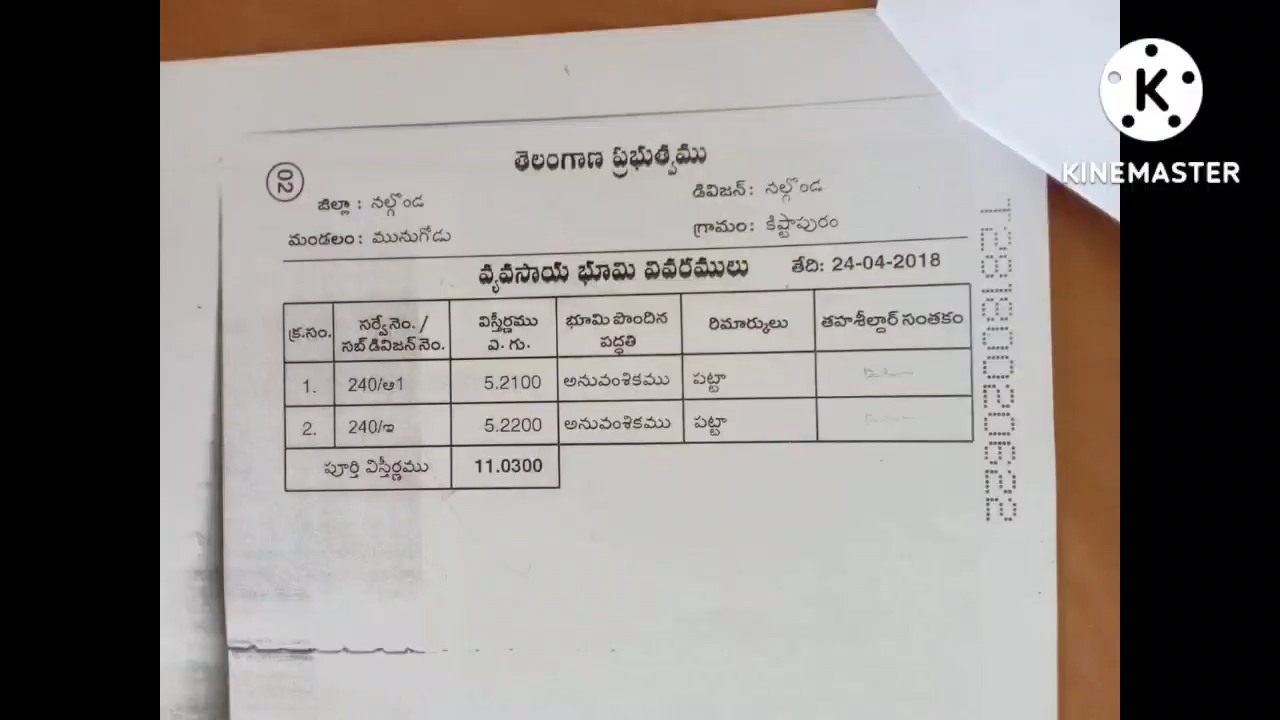 K
KINEMASTER
02
తెలంగాణ ప్రభుత్వము
జిల్లా : నల్గొండ డివిజన్: నల్గొండ
మండలం: మునుగోడు గ్రామం: కిష్టాపురం
వ్యవసాయ భూమి వివరములు తేది: 24-04-2018
క్ర.సం. సర్వే నెం. / సబ్ డివిజన్ నెం. విస్తీర్ణము ఎ. గు. భూమి పొందిన పద్ధతి రిమార్కులు తహశీల్దార్ సంతకం
1. 240/ఆ1 5.2100 అనువంశికము పట్టా
2. 240/ఇ 5.2200 అనువంశికము పట్టా
పూర్తి విస్తీర్ణము 11.0300